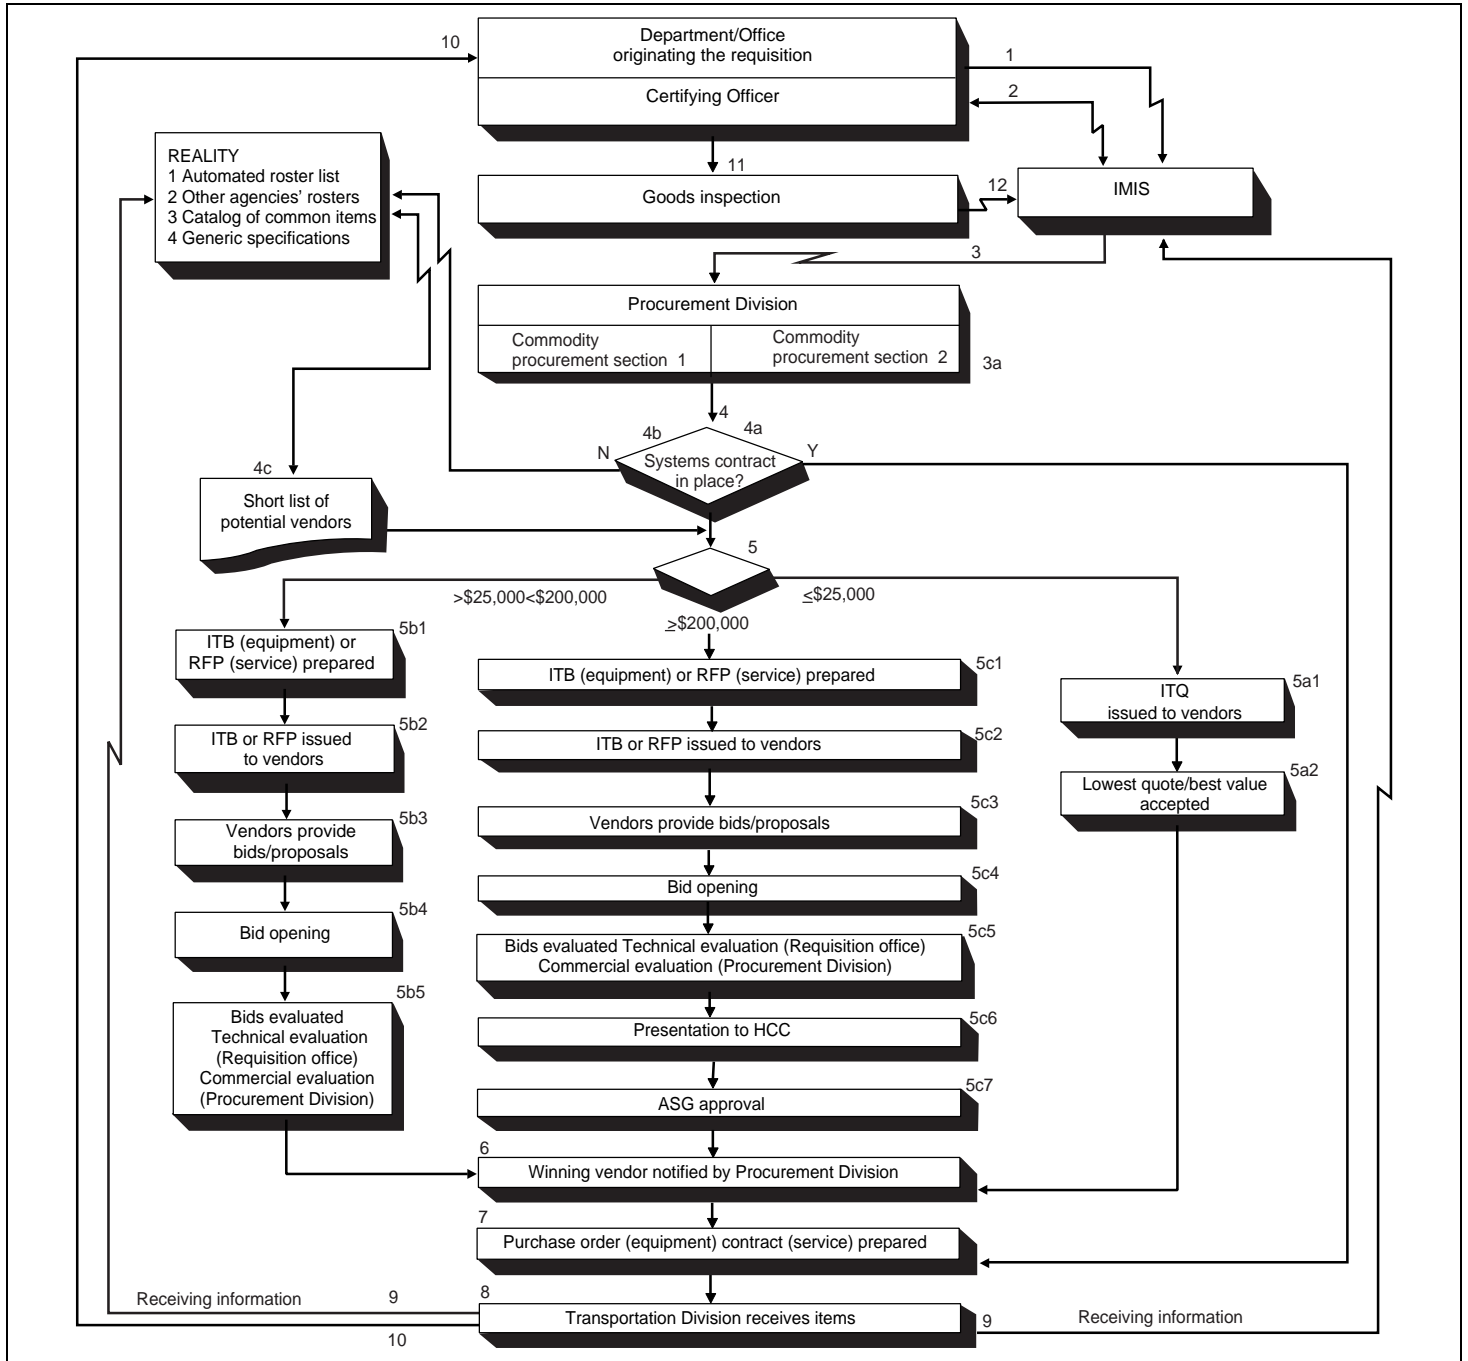 10
Department/Office
originating the requisition
Certifying Officer
1
2
REALITY
1 Automated roster list
2 Other agencies' rosters
3 Catalog of common items
4 Generic specifications
11
Goods inspection
12
IMIS
3
Procurement Division
Commodity
procurement section 1
Commodity
procurement section 2
3a
4
4b
4a
N
Systems contract
in place?
Y
4c
Short list of
potential vendors
5
>$25,000<$200,000
≤$25,000
≥$200,000
5b1
ITB (equipment) or
RFP (service) prepared
5b2
ITB or RFP issued
to vendors
5b3
Vendors provide
bids/proposals
5b4
Bid opening
5b5
Bids evaluated
Technical evaluation
(Requisition office)
Commercial evaluation
(Procurement Division)
5c1
ITB (equipment) or RFP (service) prepared
5c2
ITB or RFP issued to vendors
5c3
Vendors provide bids/proposals
5c4
Bid opening
5c5
Bids evaluated Technical evaluation (Requisition office)
Commercial evaluation (Procurement Division)
5c6
Presentation to HCC
5c7
ASG approval
5a1
ITQ
issued to vendors
5a2
Lowest quote/best value
accepted
6
Winning vendor notified by Procurement Division
7
Purchase order (equipment) contract (service) prepared
8
Transportation Division receives items
Receiving information 9
10
9 Receiving information